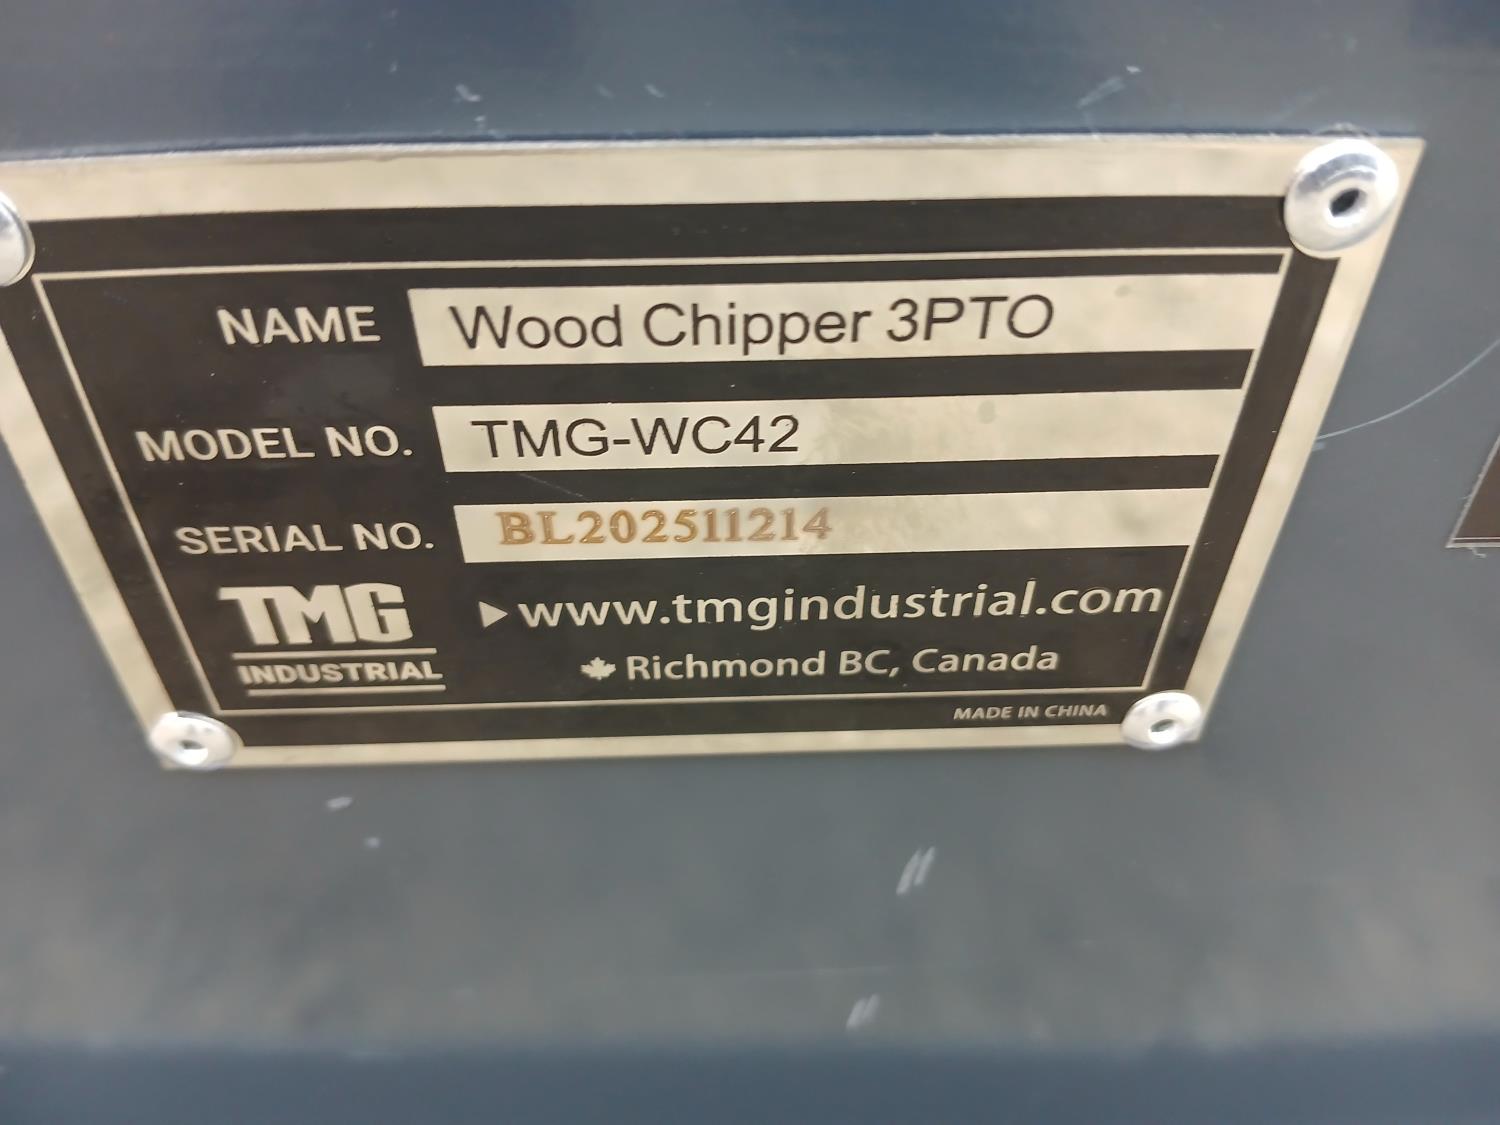 NAME Wood Chipper 3PTO
MODEL NO. TMG-WC42
SERIAL NO. BL202511214
TMG
INDUSTRIAL
www.tmgindustrial.com
Richmond BC, Canada
MADE IN CHINA